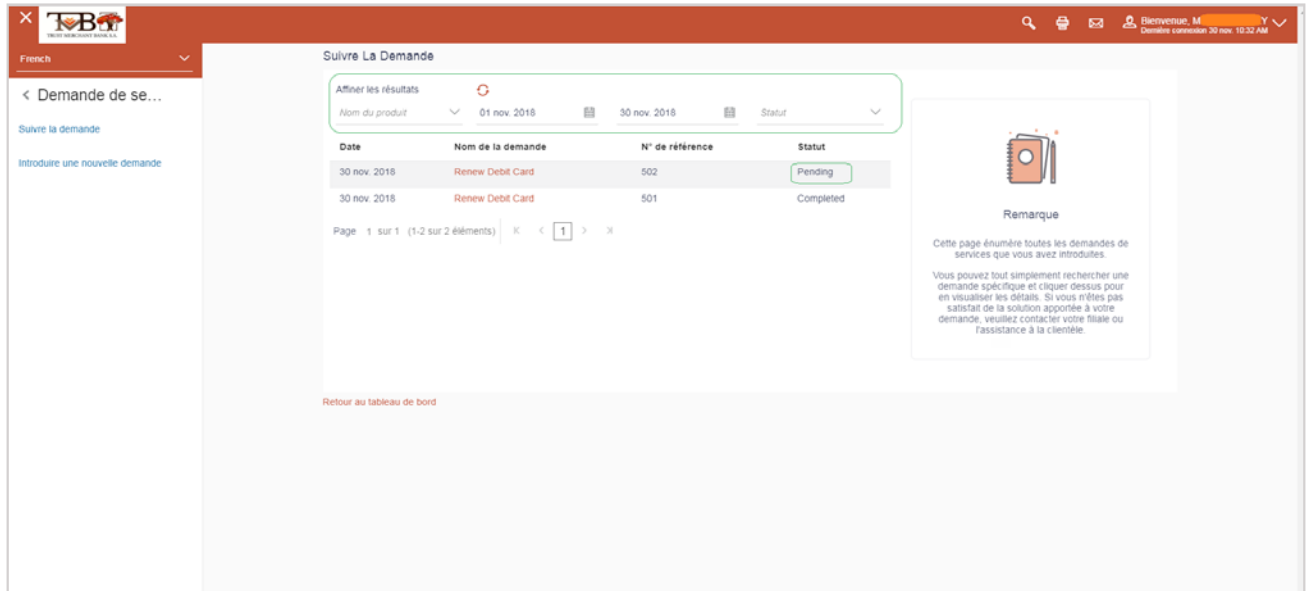 TMB
TRUST MERCHANT BANK S.A.
Bienvenue, M Y
Dernière connexion 30 nov. 10:32 AM
French
Demande de se...
Suivre la demande
Introduire une nouvelle demande
Suivre La Demande
Affiner les résultats
Nom du produit 01 nov. 2018 30 nov. 2018 Statut
Date Nom de la demande N° de référence Statut
30 nov. 2018 Renew Debit Card 502 Pending
30 nov. 2018 Renew Debit Card 501 Completed
Page 1 sur 1 (1-2 sur 2 éléments) K < 1 > Ж
Remarque
Cette page énumère toutes les demandes de
services que vous avez introduites.
Vous pouvez tout simplement rechercher une
demande spécifique et cliquer dessus pour
en visualiser les détails. Si vous n'êtes pas
satisfait de la solution apportée à votre
demande, veuillez contacter votre filiale ou
l'assistance à la clientèle.
Retour au tableau de bord